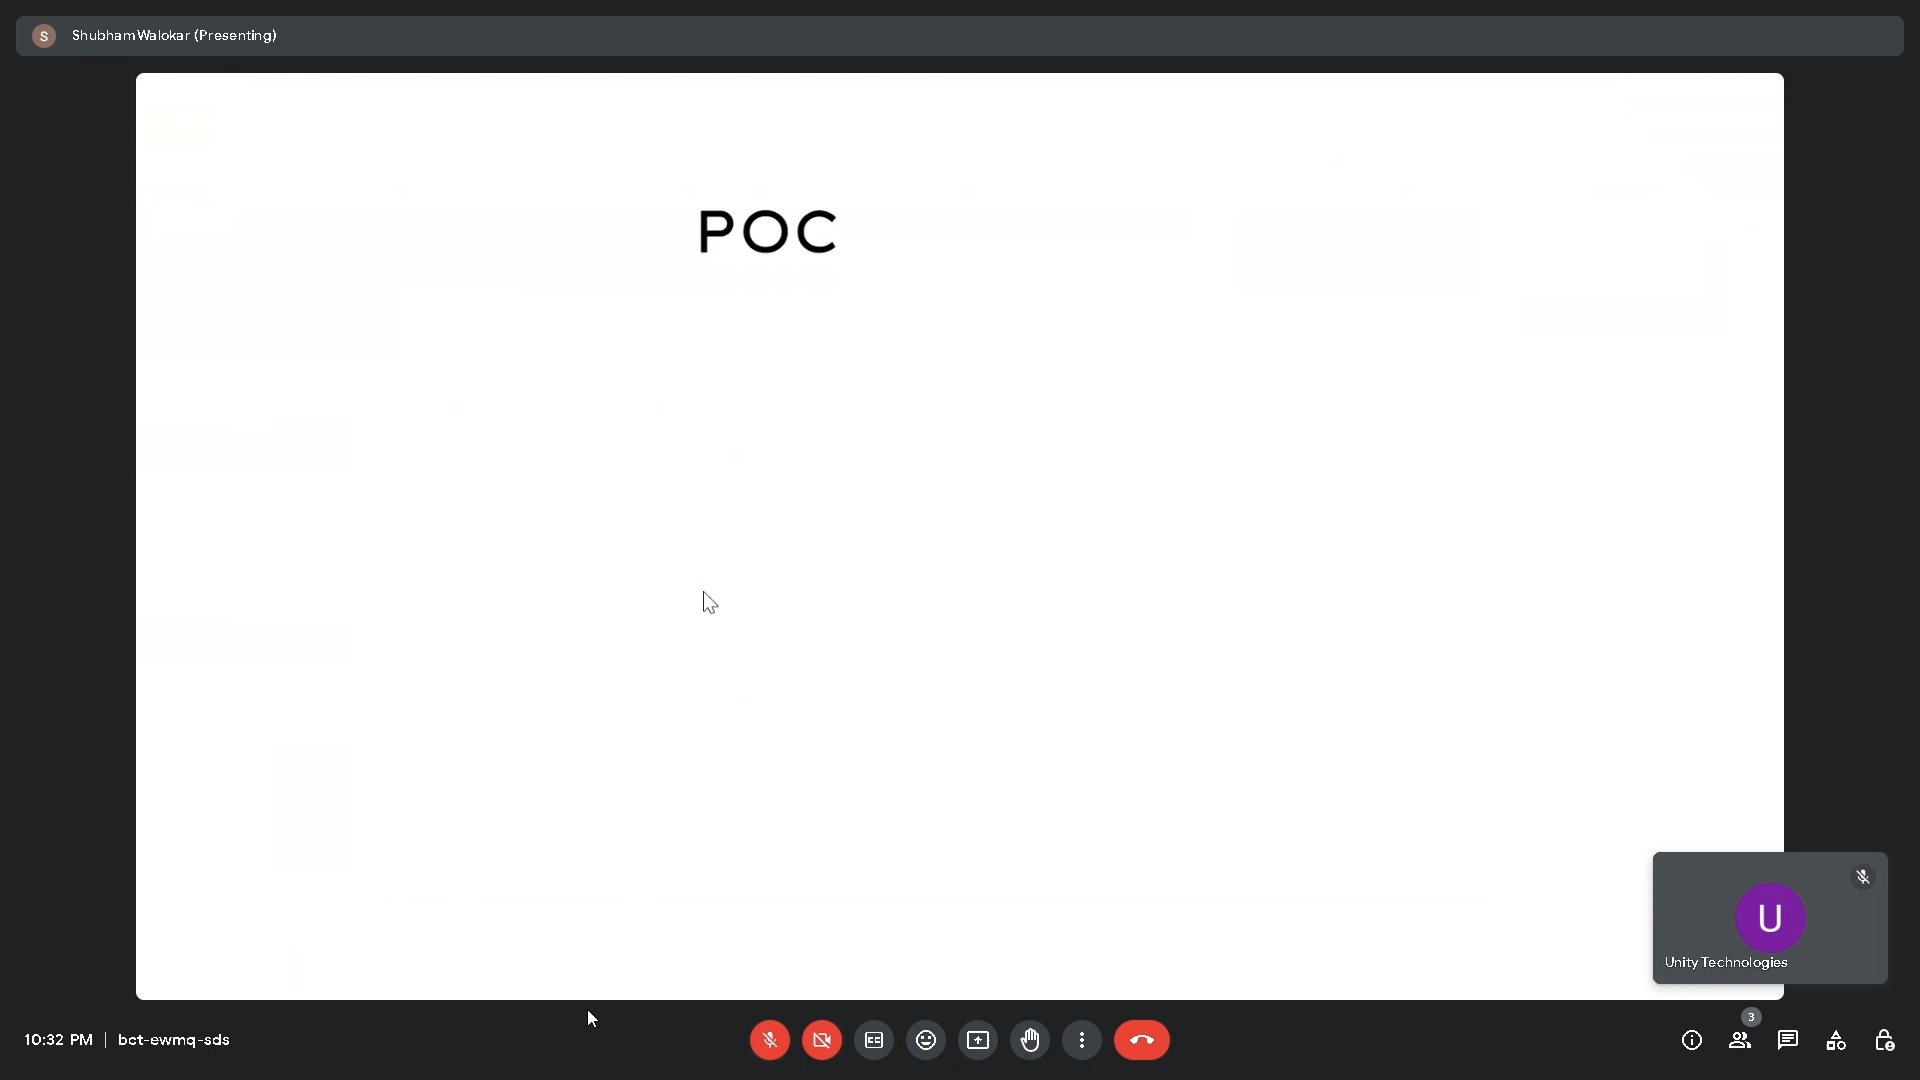 S
ShubhamWalokar (Presenting)
POC
U
Unity Technologies
10:32 PM | bct-ewmq-sds
3